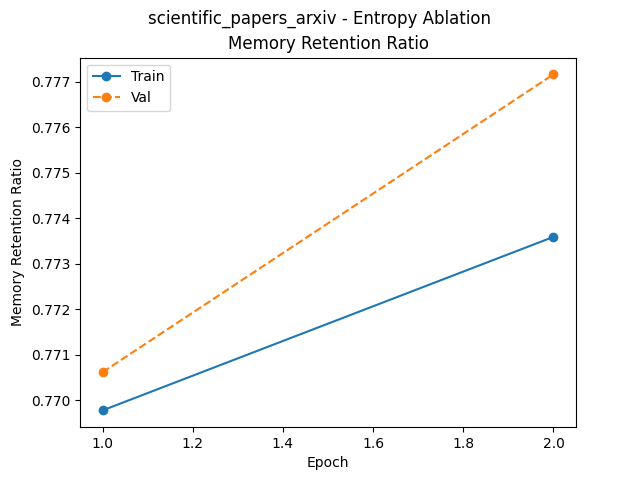 scientific_papers_arxiv - Entropy Ablation
Memory Retention Ratio
Train
Val
0.777
0.776
0.775
0.774
0.773
0.772
0.771
0.770
Memory Retention Ratio
1.0 1.2 1.4 1.6 1.8 2.0
Epoch